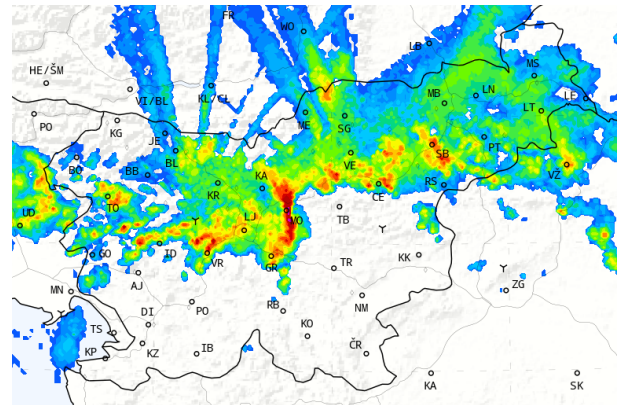 FR
WO
LB
HE/ŠM
MS
VI/BL
KL/CL
MB
LN
LE
PO
KG
ME
SG
LT
JE
BL
VE
SB
PT
BO
BB
KR
KA
CE
RS
VŽ
TO
UD
LJ
VO
TB
GO
ID
VR
GR
TR
KK
AJ
MN
PO
RB
NM
ZG
DI
TS
KO
KP
KZ
IB
ČR
KA
SK